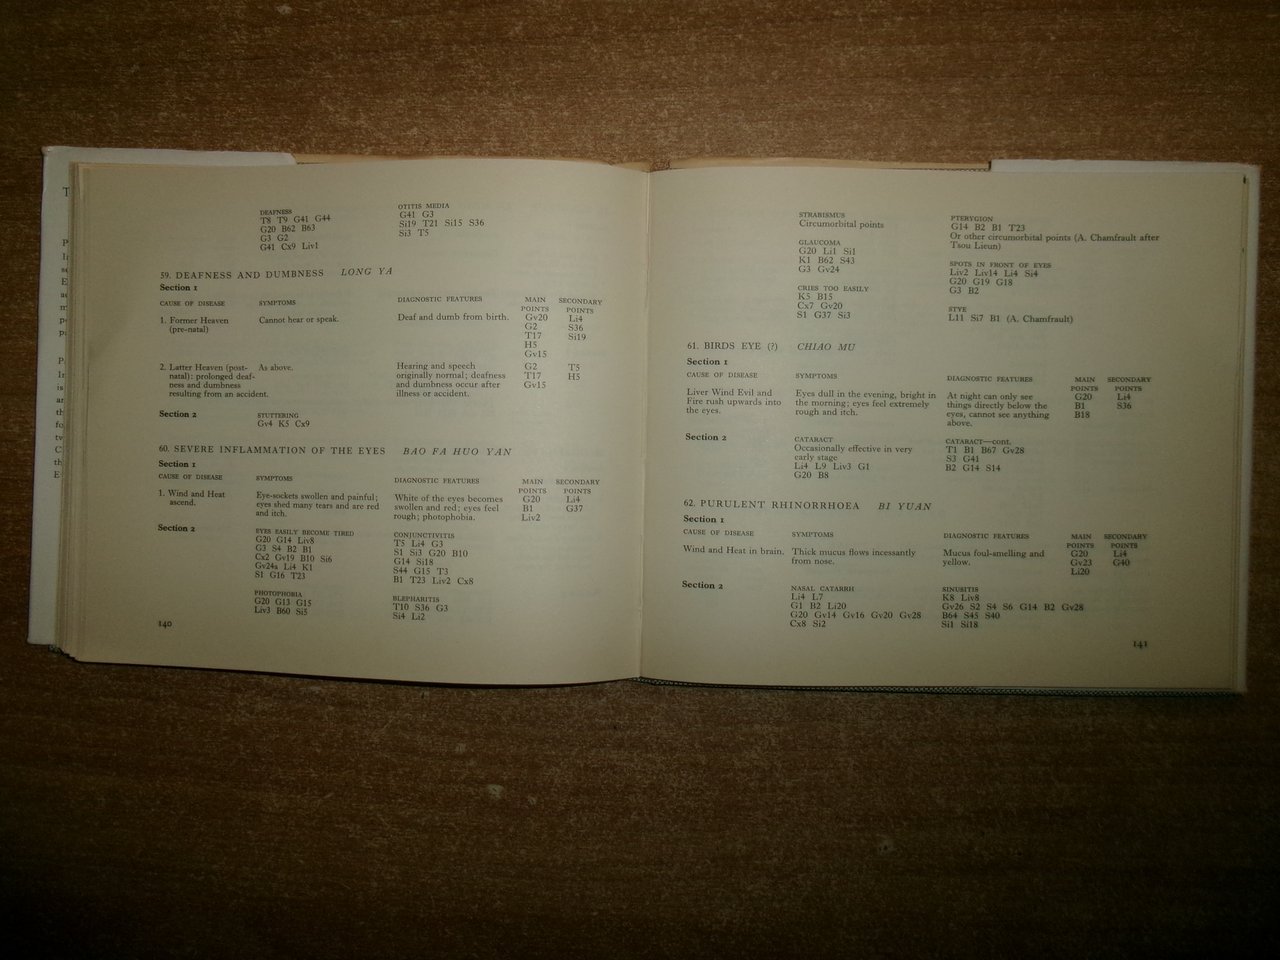 DEAFNESS
T8 T9 G41 G44
G20 B62 B63
G3 G2
G41 Cx9 Liv1
OTITIS MEDIA
G41 G3
Si19 T21 Si15 S36
Si3 T5
59. DEAFNESS AND DUMBNESS LONG YA
Section 1
CAUSE OF DISEASE SYMPTOMS DIAGNOSTIC FEATURES MAIN POINTS SECONDARY POINTS
1. Former Heaven
(pre-natal)
Cannot hear or speak.
Deaf and dumb from birth.
Gv20 Li4
G2 S36
T17 Si19
H5
Gv15
2. Latter Heaven (post-
natal): prolonged deaf-
ness and dumbness
resulting from an accident.
As above.
Hearing and speech
originally normal; deafness
and dumbness occur after
illness or accident.
G2 T5
T17 H5
Gv15
Section 2
STUTTERING
Gv4 K5 Cx9
60. SEVERE INFLAMMATION OF THE EYES BAO FA HUO YAN
Section 1
CAUSE OF DISEASE SYMPTOMS DIAGNOSTIC FEATURES MAIN POINTS SECONDARY POINTS
1. Wind and Heat
ascend.
Eye-sockets swollen and painful;
eyes shed many tears and are red
and itch.
White of the eyes becomes
swollen and red; eyes feel
rough; photophobia.
G20 Li4
B1 G37
Liv2
Section 2
EYES EASILY BECOME TIRED
G20 G14 Liv8
G3 S4 B2 B1
Cx2 Gv19 B10 Si6
Gv24a Li4 K1
S1 G16 T23
CONJUNCTIVITIS
T5 Li4 G3
S1 Si3 G20 B10
G14 Si18
S44 G15 T3
B1 T23 Liv2 Cx8
PHOTOPHOBIA
G20 G13 G15
Liv3 B60 Si5
BLEPHARITIS
T10 S36 G3
Si4 Li2
140
STRABISMUS
Circumorbital points
GLAUCOMA
G20 Li1 Si1
K1 B62 S43
G3 Gv24
CRIES TOO EASILY
K5 B15
Cx7 Gv20
S1 G37 Si3
PTERYGION
G14 B2 B1 T23
Or other circumorbital points (A. Chamfrault after
Tsou Lieun)
SPOTS IN FRONT OF EYES
Liv2 Liv14 Li4 Si4
G20 G19 G18
G3 B2
STYE
L11 Si7 B1 (A. Chamfrault)
61. BIRDS EYE (?) CHIAO MU
Section 1
CAUSE OF DISEASE SYMPTOMS DIAGNOSTIC FEATURES MAIN POINTS SECONDARY POINTS
Liver Wind Evil and
Fire rush upwards into
the eyes.
Eyes dull in the evening, bright in
the morning; eyes feel extremely
rough and itch.
At night can only see
things directly below the
eyes, cannot see anything
above.
G20 Li4
B1 S36
B18
Section 2
CATARACT
Occasionally effective in very
early stage
Li4 L9 Liv3 G1
G20 B8
CATARACT—cont.
T1 B1 B67 Gv28
S3 G41
B2 G14 S14
62. PURULENT RHINORRHOEA BI YUAN
Section 1
CAUSE OF DISEASE SYMPTOMS DIAGNOSTIC FEATURES MAIN POINTS SECONDARY POINTS
Wind and Heat in brain.
Thick mucus flows incessantly
from nose.
Mucus foul-smelling and
yellow.
G20 Li4
Gv23 G40
Li20
Section 2
NASAL CATARRH
Li4 L7
G1 B2 Li20
G20 Gv14 Gv16 Gv20 Gv28
Cx8 Si2
SINUSITIS
K8 Liv8
Gv26 S2 S4 S6 G14 B2 Gv28
B64 S45 S40
Si1 Si18
141